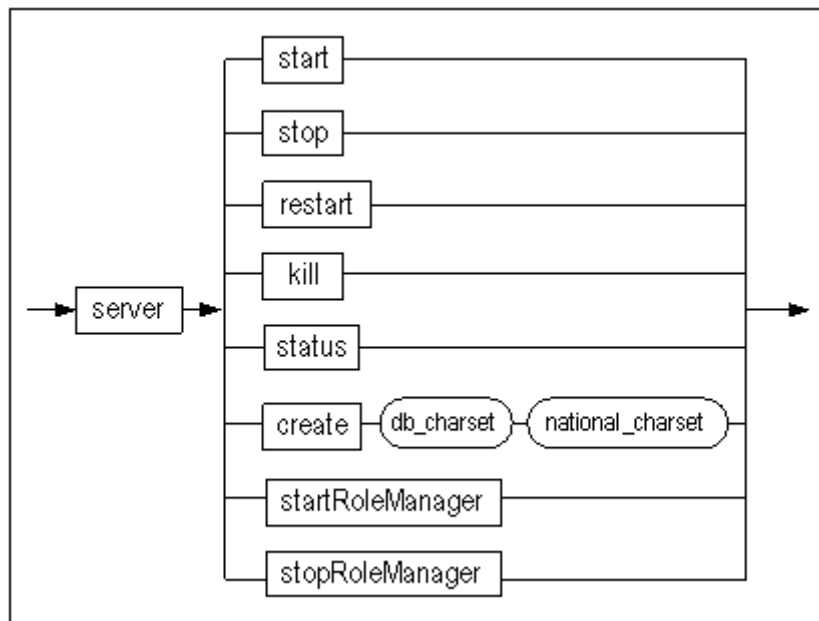 start
stop
restart
kill
server
status
create db_charset national_charset
startRoleManager
stopRoleManager